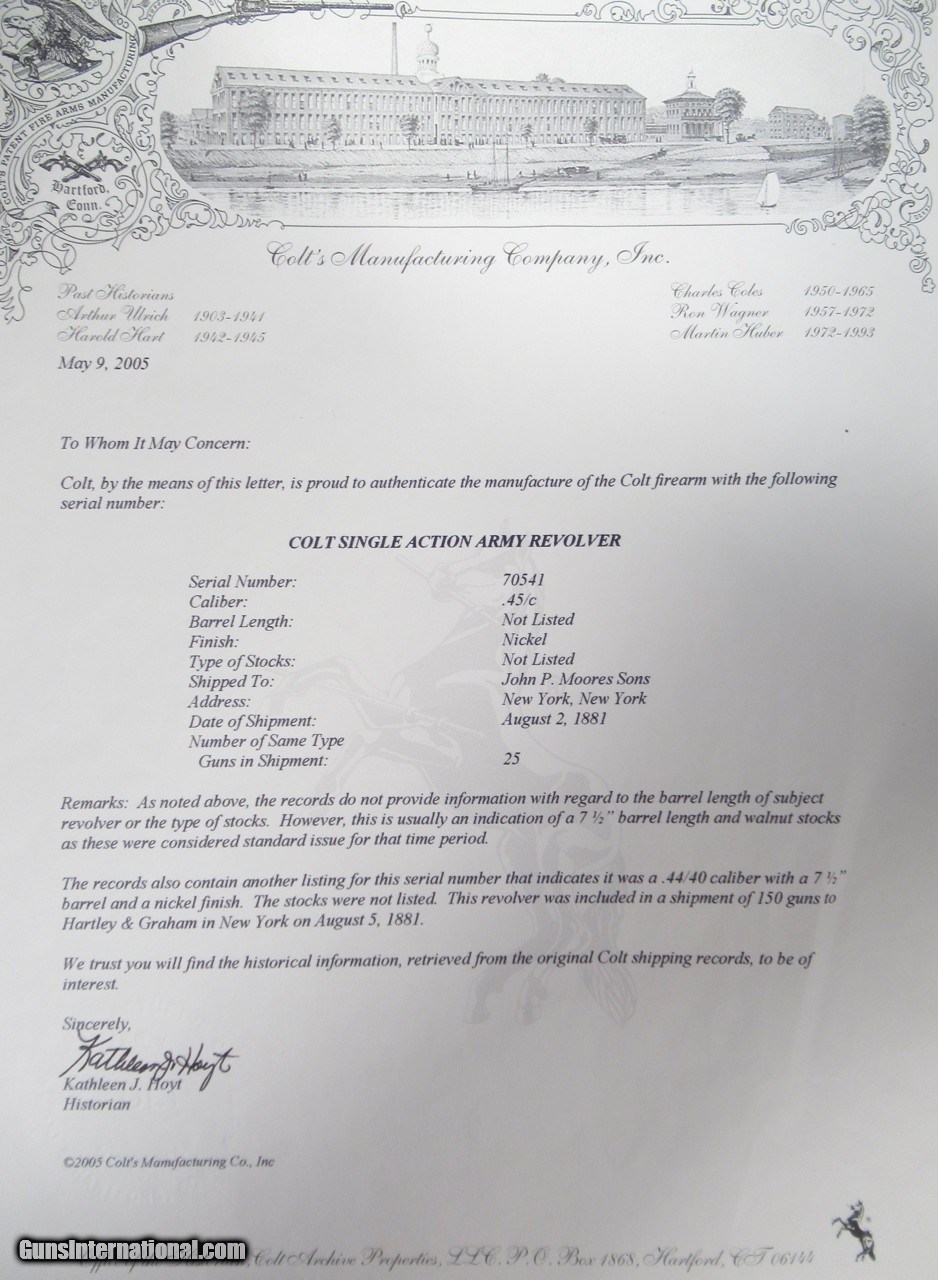 COLT'S PATENT FIRE ARMS MANUFACTURING
Hartford,
Conn.
Colt's Manufacturing Company, Inc.
Past Historians
Arthur Ulrich 1903-1941
Harold Hart 1942-1945
Charles Coles 1950-1965
Ron Wagner 1957-1972
Martin Huber 1972-1993
May 9, 2005
To Whom It May Concern:
Colt, by the means of this letter, is proud to authenticate the manufacture of the Colt firearm with the following
serial number:
COLT SINGLE ACTION ARMY REVOLVER
Serial Number: 70541
Caliber: .45/c
Barrel Length: Not Listed
Finish: Nickel
Type of Stocks: Not Listed
Shipped To: John P. Moores Sons
Address: New York, New York
Date of Shipment: August 2, 1881
Number of Same Type
Guns in Shipment: 25
Remarks: As noted above, the records do not provide information with regard to the barrel length of subject
revolver or the type of stocks. However, this is usually an indication of a 7 ½" barrel length and walnut stocks
as these were considered standard issue for that time period.
The records also contain another listing for this serial number that indicates it was a .44/40 caliber with a 7 ½"
barrel and a nickel finish. The stocks were not listed. This revolver was included in a shipment of 150 guns to
Hartley & Graham in New York on August 5, 1881.
We trust you will find the historical information, retrieved from the original Colt shipping records, to be of
interest.
Sincerely,
Kathleen J. Hoyt
Kathleen J. Hoyt
Historian
©2005 Colt's Manufacturing Co., Inc
GunsInternational.com
Colt Archive Properties, LLC. P.O. Box 1868, Hartford, CT 06144